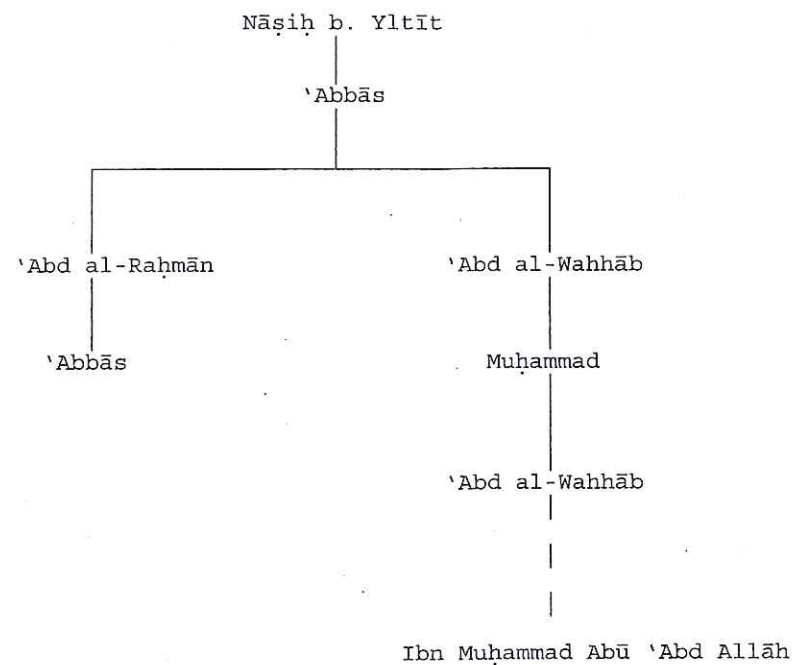 Nāṣiḥ b. Yltīt
‛Abbās
‛Abd al-Raḥmān ‛Abd al-Wahhāb
‛Abbās Muḥammad
‛Abd al-Wahhāb
Ibn Muḥammad Abū ‛Abd Allāh